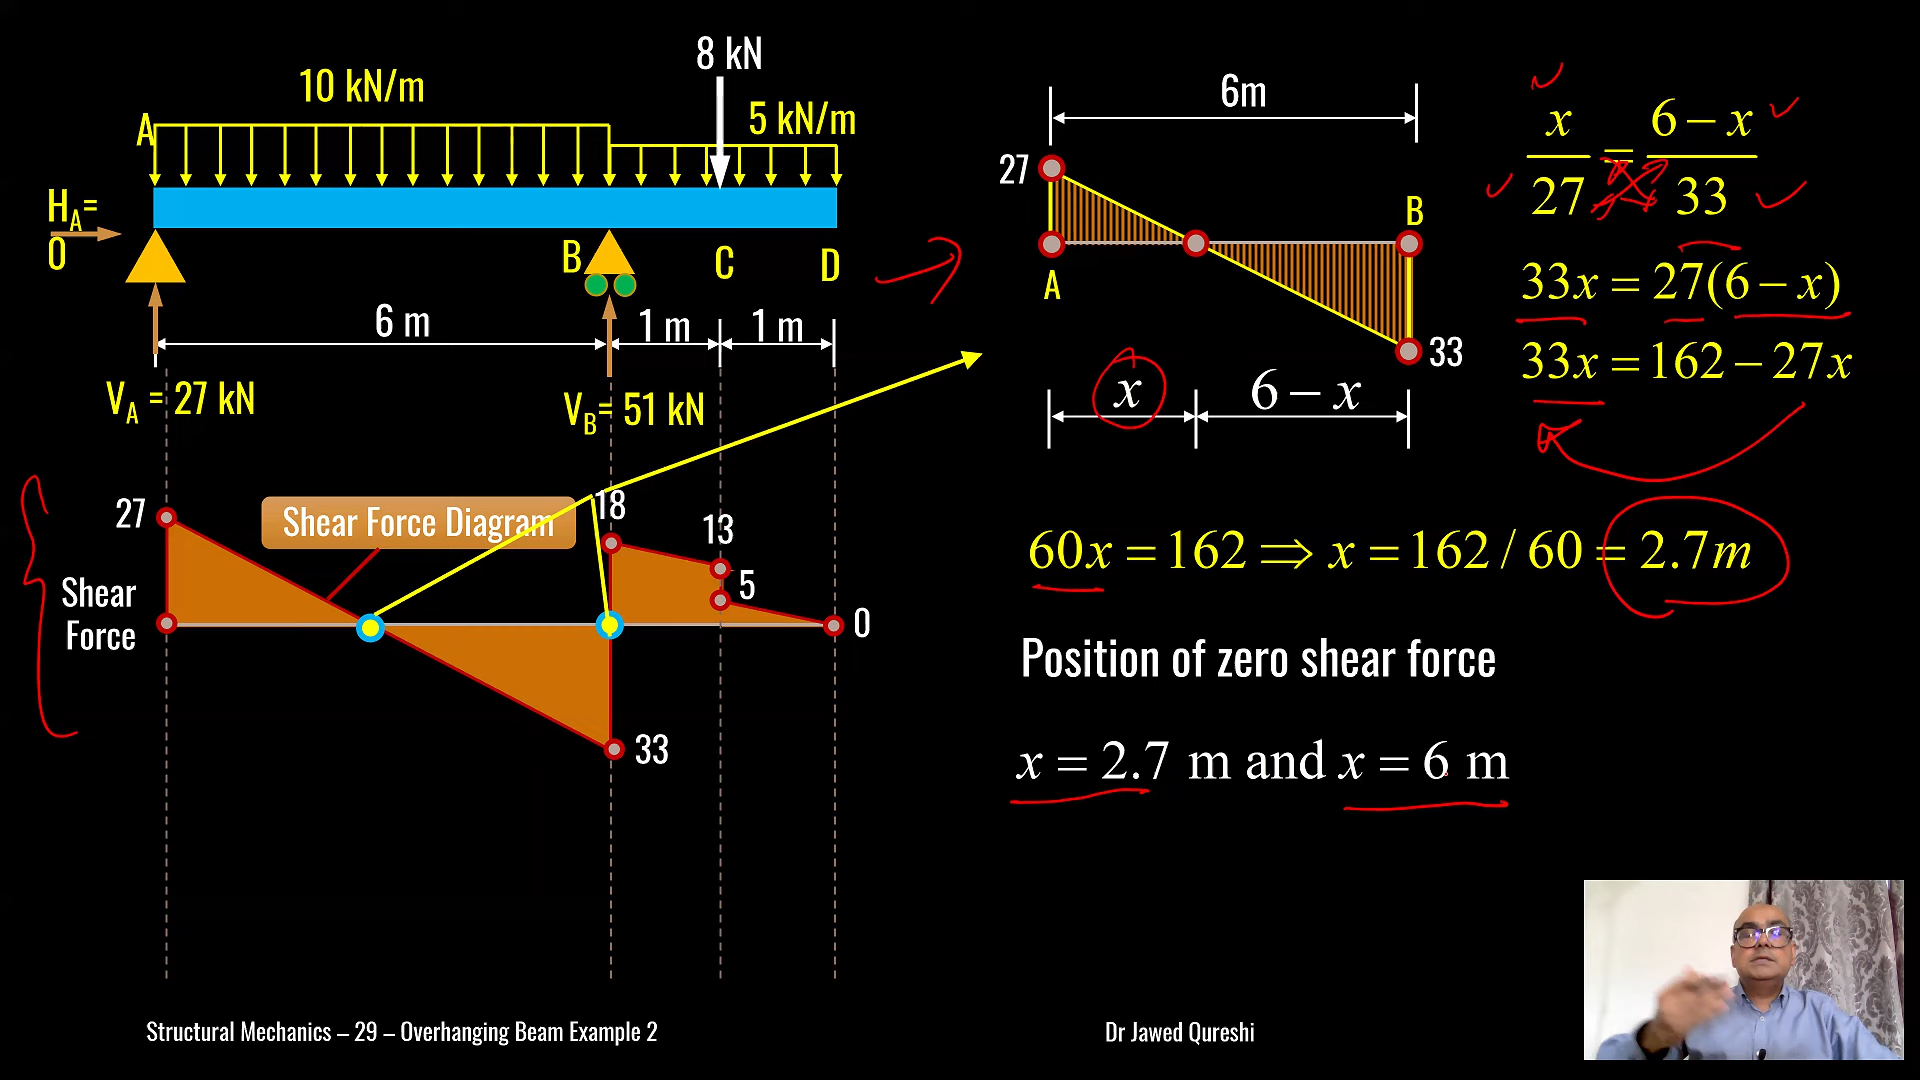 8 kN
10 kN/m
5 kN/m
A
H_A=
0
B
C
D
6 m
1 m
1 m
V_A = 27 kN
V_B = 51 kN
27
Shear Force Diagram
18
13
5
0
33
Shear
Force
6m
27
A
B
33
x
6 − x
x/27 = (6 − x)/33
33x = 27(6 − x)
33x = 162 − 27x
60x = 162 ⇒ x = 162 / 60 = 2.7m
Position of zero shear force
x = 2.7 m and x = 6 m
Structural Mechanics – 29 – Overhanging Beam Example 2
Dr Jawed Qureshi